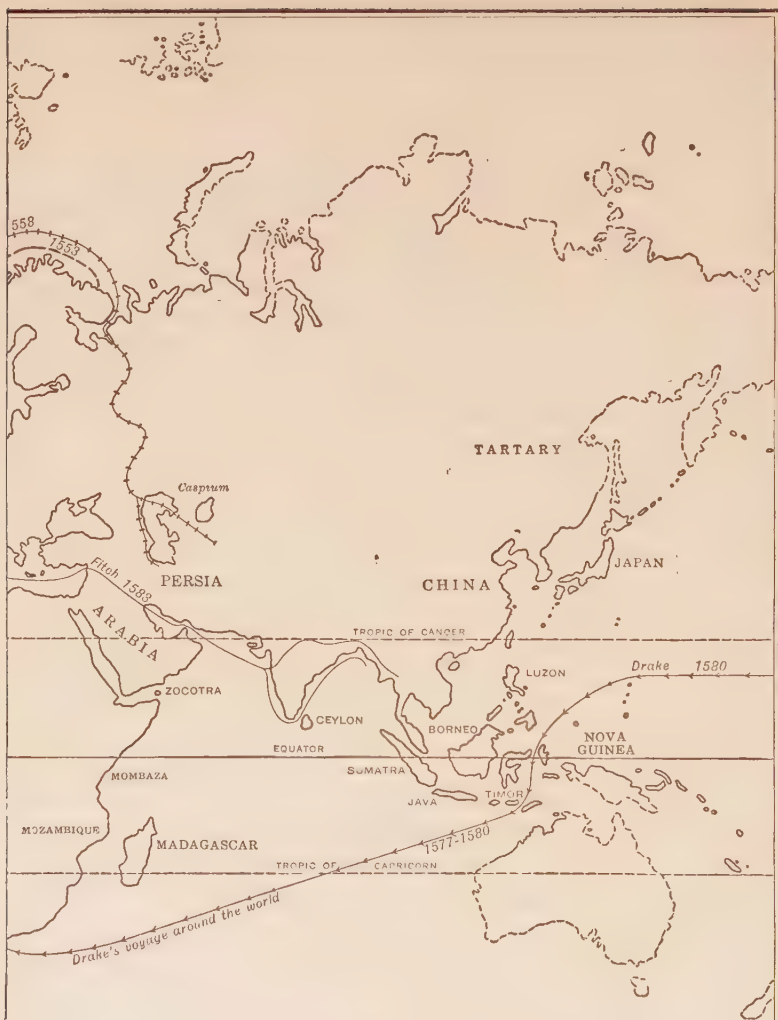 558
1553
TARTARY
Caspium
JAPAN
Fitch 1583
PERSIA
CHINA
ARABIA
TROPIC OF CANCER
Drake 1580
LUZON
ZOCOTRA
CEYLON
BORNEO
NOVA
GUINEA
EQUATOR
SUMATRA
MOMBAZA
TIMOR
JAVA
MOZAMBIQUE
MADAGASCAR
1577-1580
TROPIC OF CAPRICORN
Drake's voyage around the world